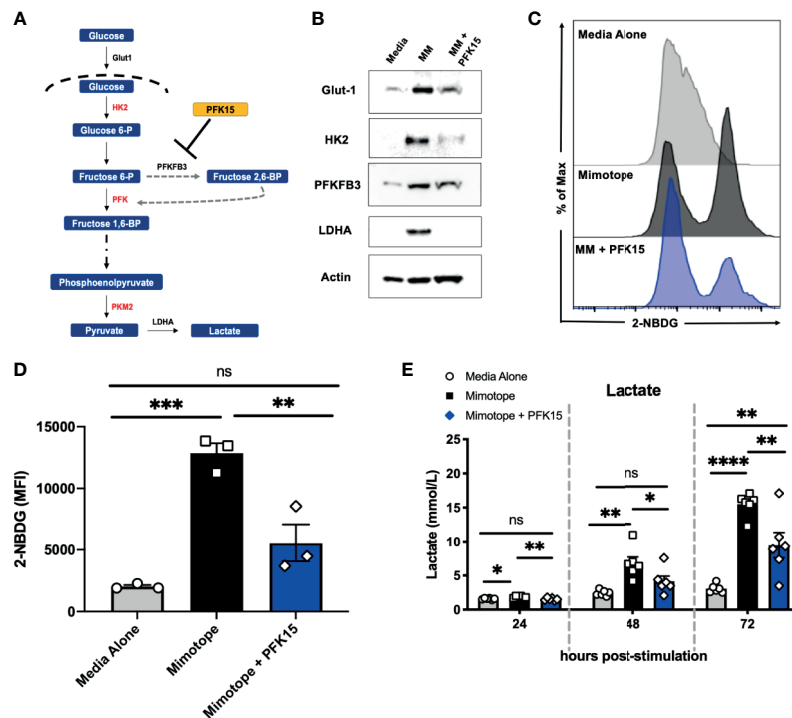 A
Glucose
Glut1
Glucose
HK2
PFK15
Glucose 6-P
PFKFB3
Fructose 6-P
Fructose 2,6-BP
PFK
Fructose 1,6-BP
Phosphoenolpyruvate
PKM2
LDHA
Pyruvate
Lactate
B
Media
MM
MM +
PFK15
Glut-1
HK2
PFKFB3
LDHA
Actin
C
Media Alone
Mimotope
MM + PFK15
% of Max
2-NBDG
D
ns
***
**
15000
10000
5000
0
2-NBDG (MFI)
Media Alone
Mimotope
Mimotope + PFK15
E
Media Alone
Mimotope
Mimotope + PFK15
Lactate
ns
**
*
ns
**
*
**
**
****
25
20
15
10
5
0
Lactate (mmol/L)
24
48
72
hours post-stimulation